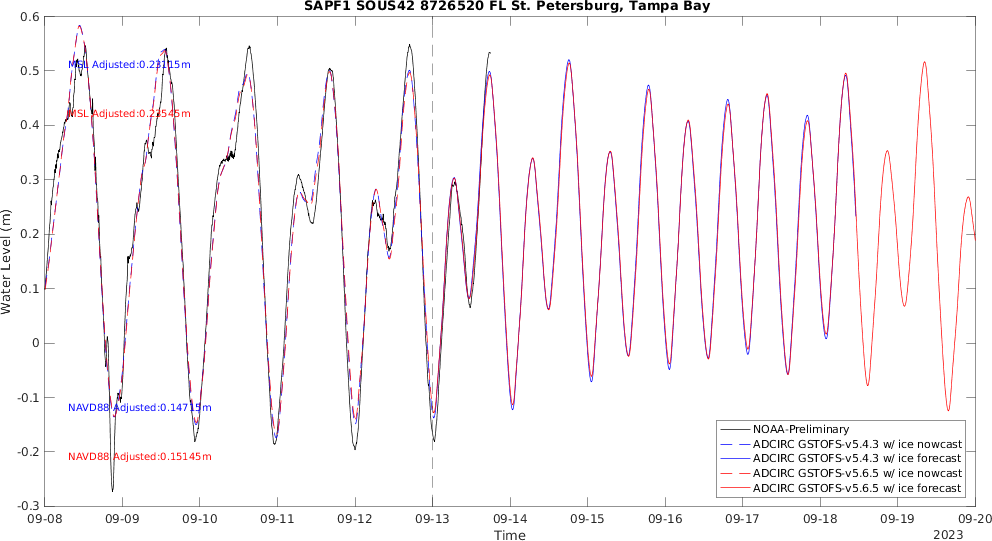 SAPF1 SOUS42 8726520 FL St. Petersburg, Tampa Bay
Water Level (m)
0.6
0.5
0.4
0.3
0.2
0.1
0
-0.1
-0.2
-0.3
MSL Adjusted:0.23115m
MSL Adjusted:0.23545m
NAVD88 Adjusted:0.14715m
NAVD88 Adjusted:0.15145m
NOAA-Preliminary
ADCIRC GSTOFS-v5.4.3 w/ ice nowcast
ADCIRC GSTOFS-v5.4.3 w/ ice forecast
ADCIRC GSTOFS-v5.6.5 w/ ice nowcast
ADCIRC GSTOFS-v5.6.5 w/ ice forecast
09-08 09-09 09-10 09-11 09-12 09-13 09-14 09-15 09-16 09-17 09-18 09-19 09-20
Time
2023